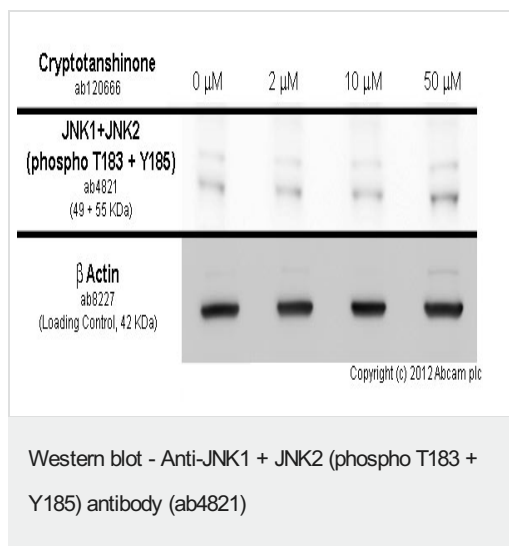 Cryptotanshinone
ab120666
0 µM 2 µM 10 µM 50 µM
JNK1+JNK2
(phospho T183 + Y185)
ab4821
(49 + 55 KDa)
β Actin
ab8227
(Loading Control, 42 KDa)
Copyright (c) 2012 Abcam plc
Western blot - Anti-JNK1 + JNK2 (phospho T183 +
Y185) antibody (ab4821)